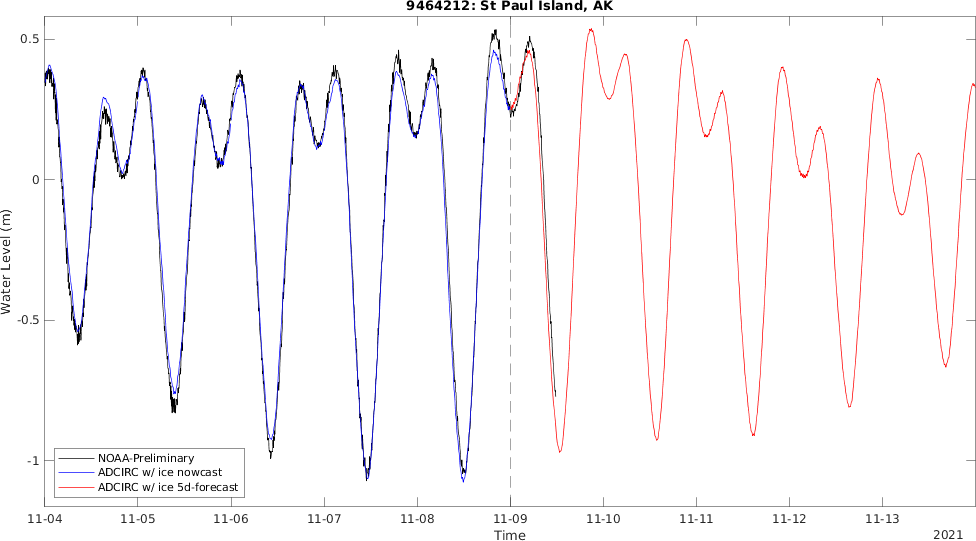 9464212: St Paul Island, AK
0.5
0
-0.5
-1
Water Level (m)
NOAA-Preliminary
ADCIRC w/ ice nowcast
ADCIRC w/ ice 5d-forecast
11-04 11-05 11-06 11-07 11-08 11-09 11-10 11-11 11-12 11-13
Time
2021